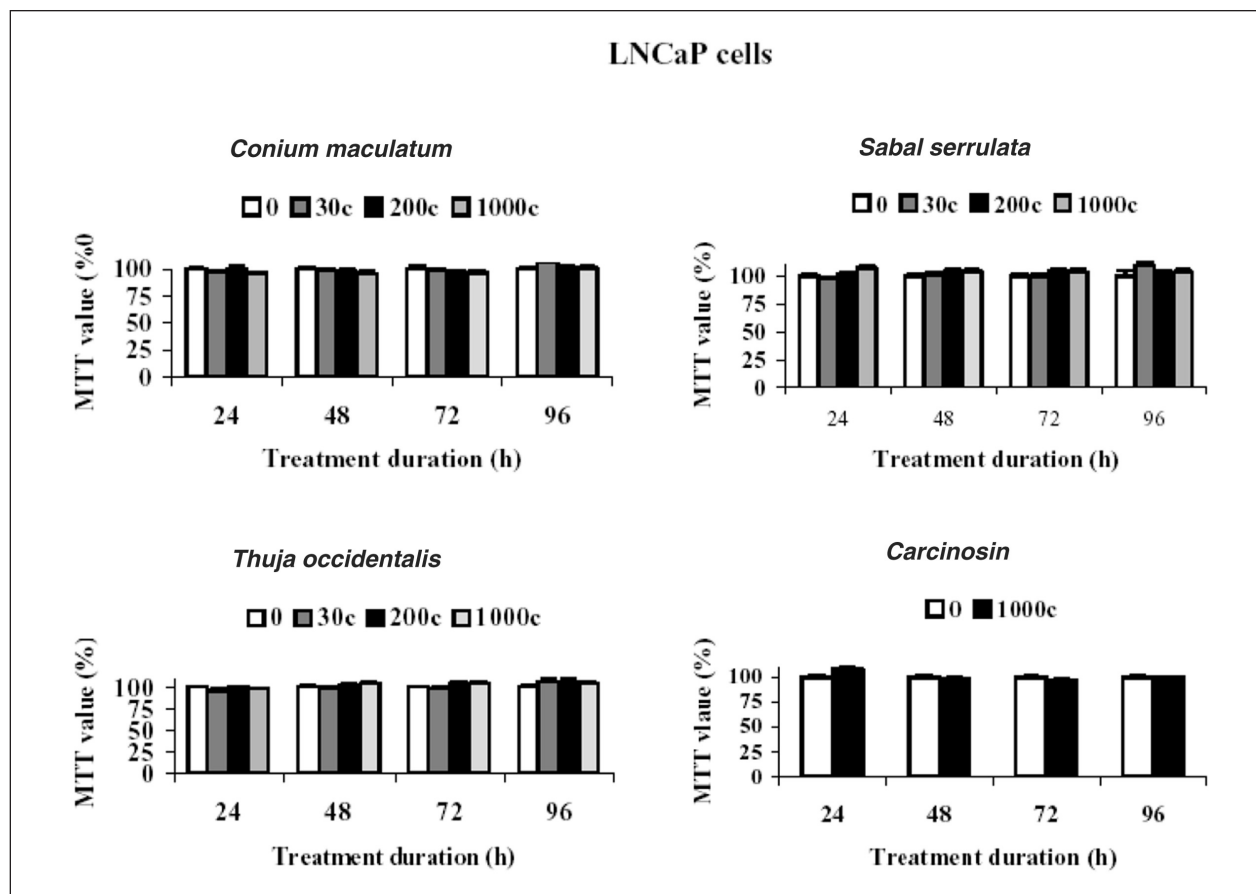 LNCaP cells
Conium maculatum
0 30c 200c 1000c
MTT value (%0
100
75
50
25
0
24 48 72 96
Treatment duration (h)
Sabal serrulata
0 30c 200c 1000c
MTT value (%)
100
75
50
25
0
24 48 72 96
Treatment duration (h)
Thuja occidentalis
0 30c 200c 1000c
MTT value (%)
100
75
50
25
0
24 48 72 96
Treatment duration (h)
Carcinosin
0 1000c
MTT vlaue (%)
100
75
50
25
0
24 48 72 96
Treatment duration (h)